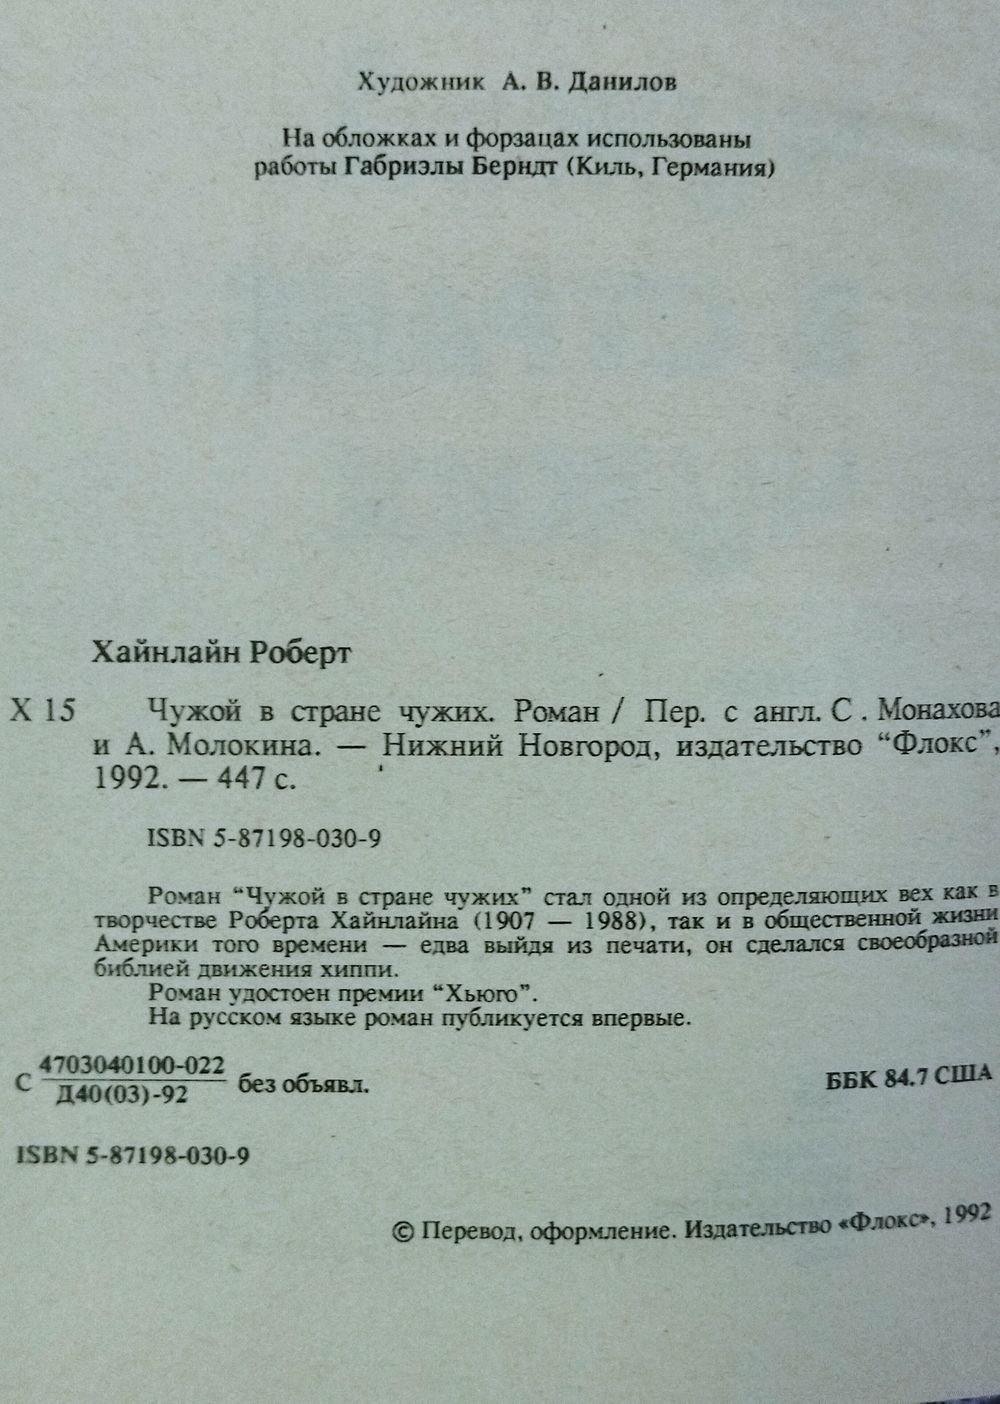 Художник А. В. Данилов
На обложках и форзацах использованы
работы Габриэлы Берндт (Киль, Германия)
Хайнлайн Роберт
Х 15 Чужой в стране чужих. Роман / Пер. с англ. С . Монахова
и А. Молокина. — Нижний Новгород, издательство “Флокс”,
1992. — 447 с.
ISBN 5-87198-030-9
Роман “Чужой в стране чужих” стал одной из определяющих вех как в
творчестве Роберта Хайнлайна (1907 — 1988), так и в общественной жизни
Америки того времени — едва выйдя из печати, он сделался своеобразной
библией движения хиппи.
Роман удостоен премии “Хьюго”.
На русском языке роман публикуется впервые.
С 4703040100-022
Д40(03)-92 без объявл.
ББК 84.7 США
ISBN 5-87198-030-9
© Перевод, оформление. Издательство «Флокс», 1992